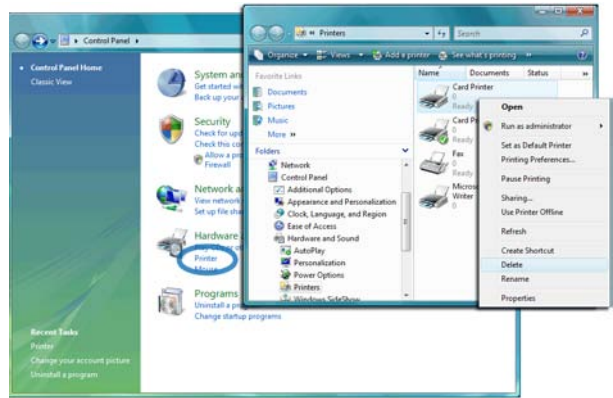 Control Panel
Control Panel Home
Classic View
System an
Get started wi
Back up your
Security
Check for upd
Check this co
Allow a pro
Firewall
Network a
View network
Set up file sha
Hardware a
Printer
Mouse
Programs
Uninstall a pr
Change startup programs
Recent Tasks
Printer
Change your account picture
Uninstall a program
Printers
Search
Organize
Views
Add a printer
See what's printing
Favorite Links
Documents
Pictures
Music
More
Folders
Network
Control Panel
Additional Options
Appearance and Personalization
Clock, Language, and Region
Ease of Access
Hardware and Sound
AutoPlay
Personalization
Power Options
Printers
Windows SideShow
Name Documents Status
Card Printer
0
Ready
Card P
0
Ready
Fax
0
Ready
Microso
Writer
0
Open
Run as administrator
Set as Default Printer
Printing Preferences...
Pause Printing
Sharing...
Use Printer Offline
Refresh
Create Shortcut
Delete
Rename
Properties